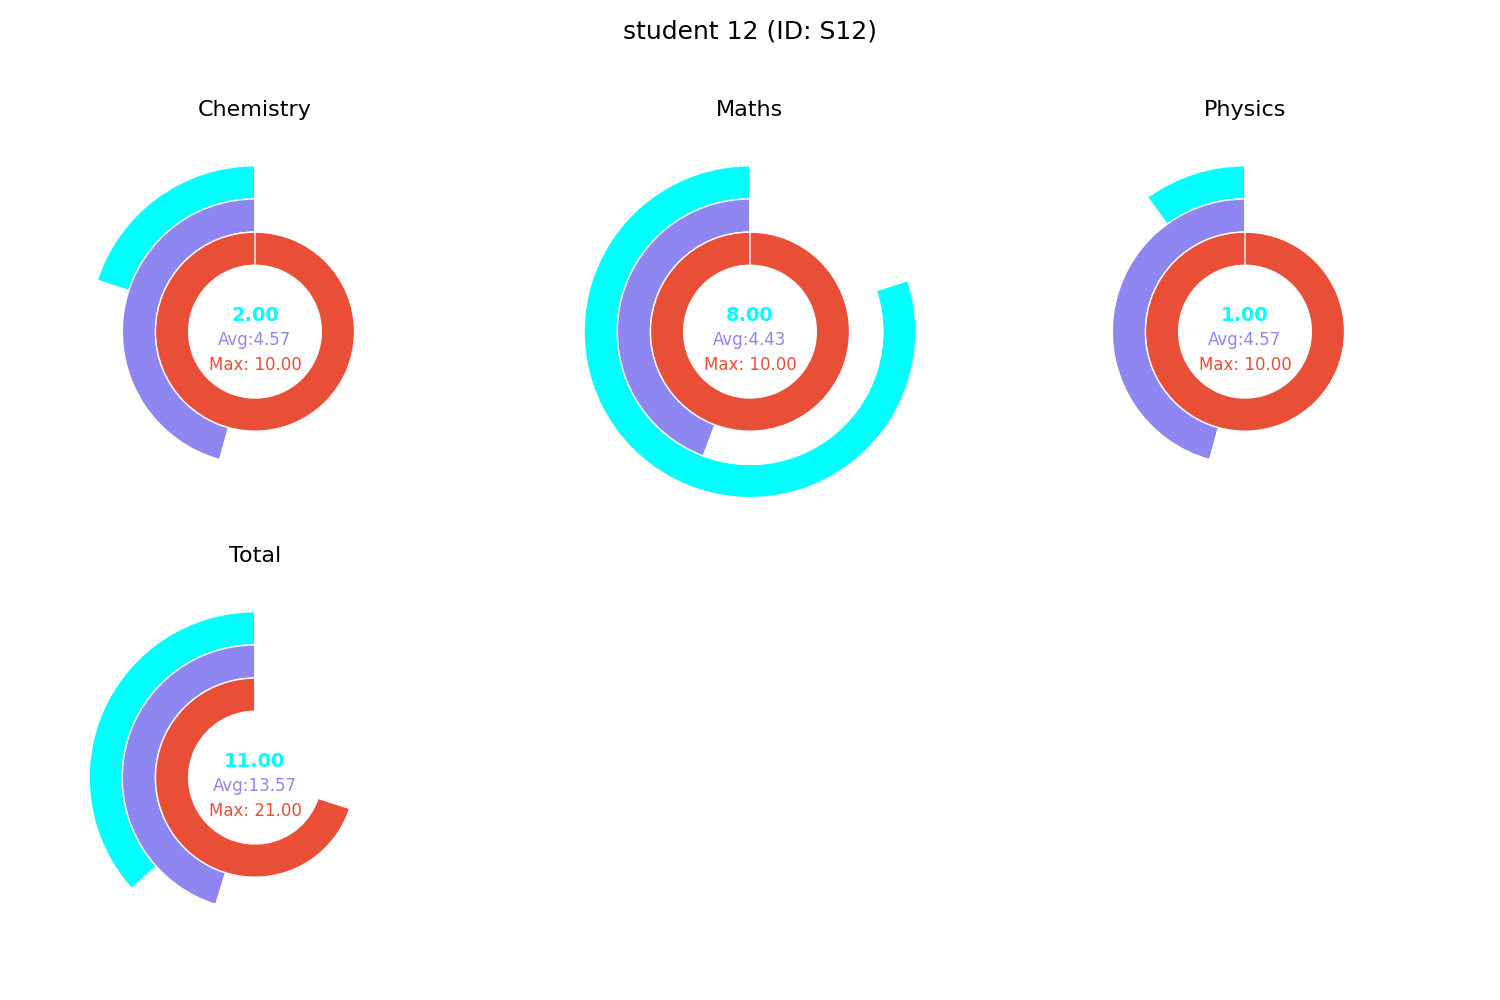 student 12 (ID: S12)
Chemistry
2.00
Avg:4.57
Max: 10.00
Maths
8.00
Avg:4.43
Max: 10.00
Physics
1.00
Avg:4.57
Max: 10.00
Total
11.00
Avg:13.57
Max: 21.00